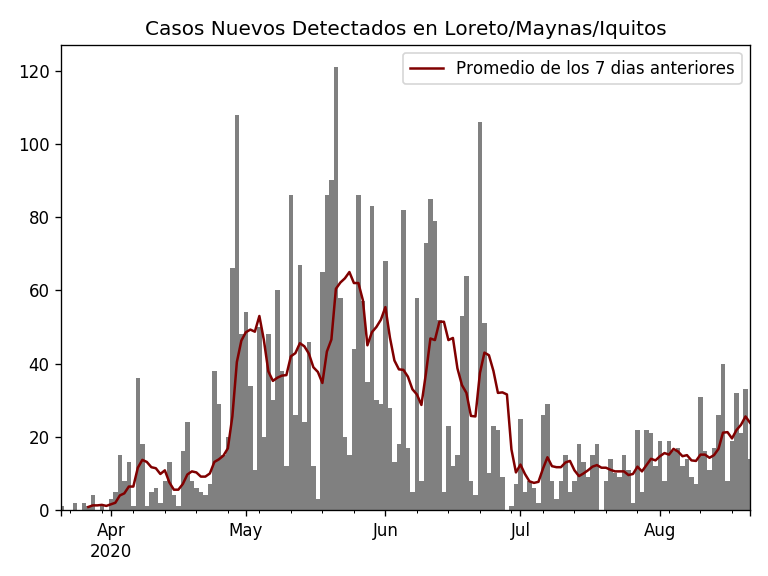 Casos Nuevos Detectados en Loreto/Maynas/Iquitos
Promedio de los 7 dias anteriores
120
100
80
60
40
20
0
Apr
2020
May
Jun
Jul
Aug